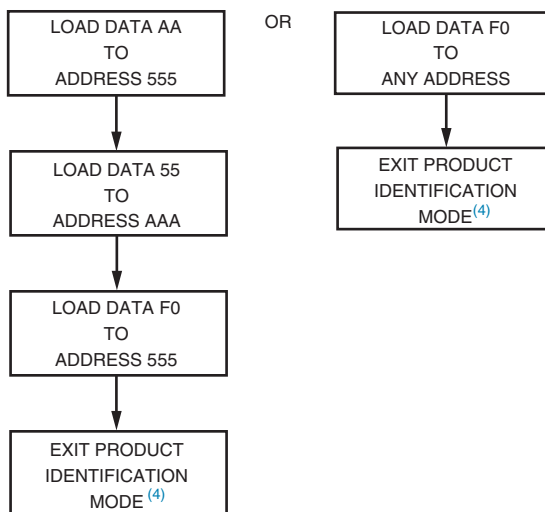 LOAD DATA AA
TO
ADDRESS 555
LOAD DATA 55
TO
ADDRESS AAA
LOAD DATA F0
TO
ADDRESS 555
EXIT PRODUCT
IDENTIFICATION
MODE (4)
OR
LOAD DATA F0
TO
ANY ADDRESS
EXIT PRODUCT
IDENTIFICATION
MODE(4)